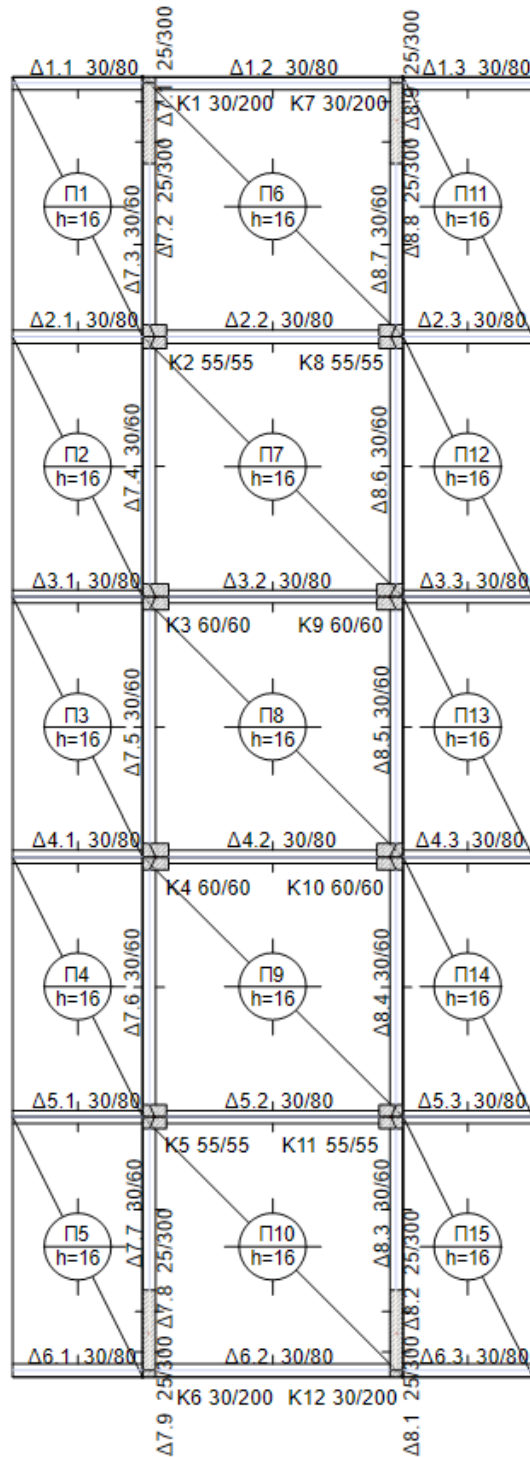 25/300
25/300
Δ1.1 30/80
Δ1.2 30/80
Δ1.3 30/80
Δ7.1
Δ8.9
K1 30/200
K7 30/200
25/300
25/300
Π1
h=16
Π6
h=16
Π11
h=16
Δ7.3 30/60
Δ7.2
Δ8.7 30/60
Δ8.8
Δ2.1 30/80
Δ2.2 30/80
Δ2.3 30/80
K2 55/55
K8 55/55
Π2
h=16
Δ7.4 30/60
Π7
h=16
Δ8.6 30/60
Π12
h=16
Δ3.1 30/80
Δ3.2 30/80
Δ3.3 30/80
K3 60/60
K9 60/60
Π3
h=16
Δ7.5 30/60
Π8
h=16
Δ8.5 30/60
Π13
h=16
Δ4.1 30/80
Δ4.2 30/80
Δ4.3 30/80
K4 60/60
K10 60/60
Π4
h=16
Δ7.6 30/60
Π9
h=16
Δ8.4 30/60
Π14
h=16
Δ5.1 30/80
Δ5.2 30/80
Δ5.3 30/80
K5 55/55
K11 55/55
Π5
h=16
Δ7.7 30/60
Δ7.8 25/300
Π10
h=16
Δ8.3 30/60
Δ8.2 25/300
Π15
h=16
Δ6.1 30/80
Δ6.2 30/80
Δ6.3 30/80
K6 30/200
K12 30/200
Δ7.9 25/300
Δ8.1 25/300